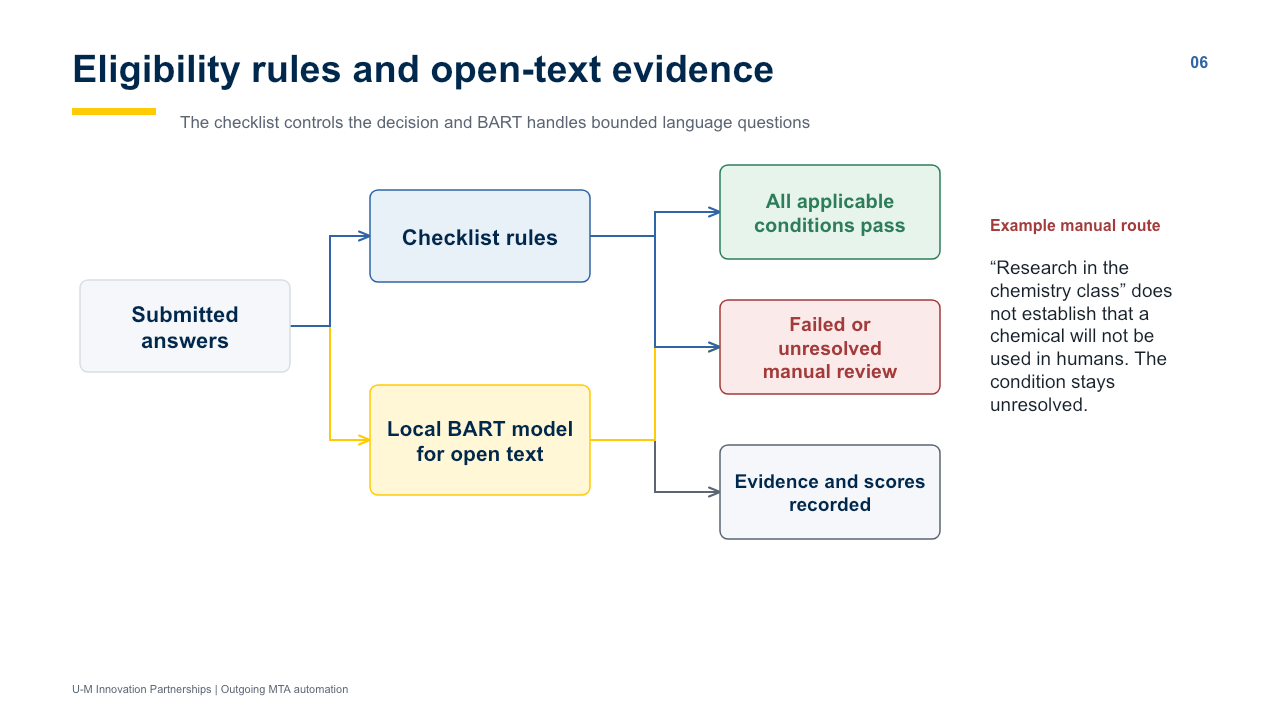 Eligibility rules and open-text evidence
06
The checklist controls the decision and BART handles bounded language questions
Submitted
answers
Checklist rules
Local BART model
for open text
All applicable
conditions pass
Failed or
unresolved
manual review
Evidence and scores
recorded
Example manual route
“Research in the
chemistry class” does
not establish that a
chemical will not be
used in humans. The
condition stays
unresolved.
U-M Innovation Partnerships | Outgoing MTA automation